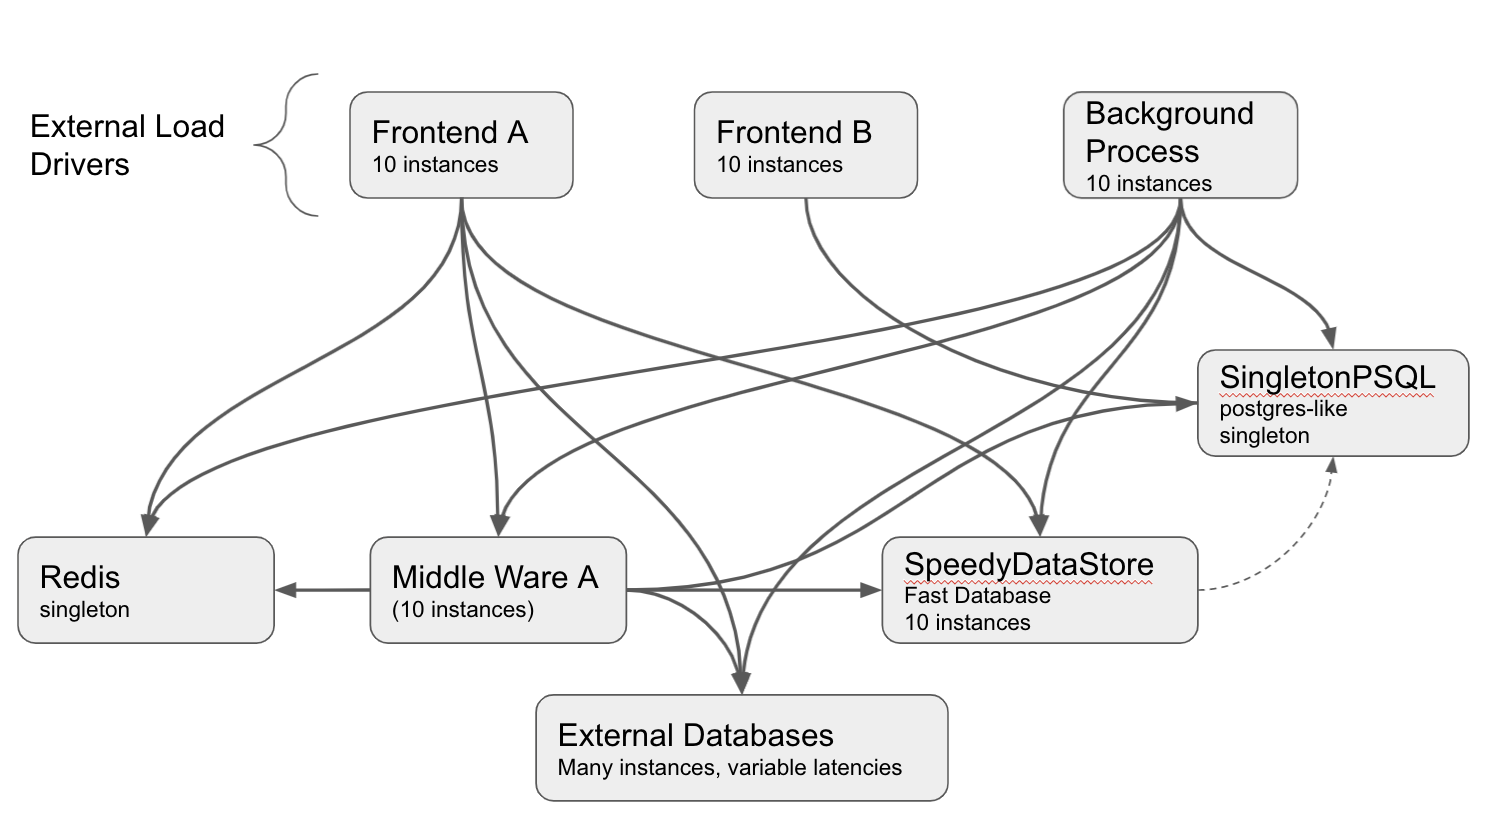 External Load
Drivers
Frontend A
10 instances
Frontend B
10 instances
Background
Process
10 instances
SingletonPSQL
postgres-like
singleton
Redis
singleton
Middle Ware A
(10 instances)
SpeedyDataStore
Fast Database
10 instances
External Databases
Many instances, variable latencies